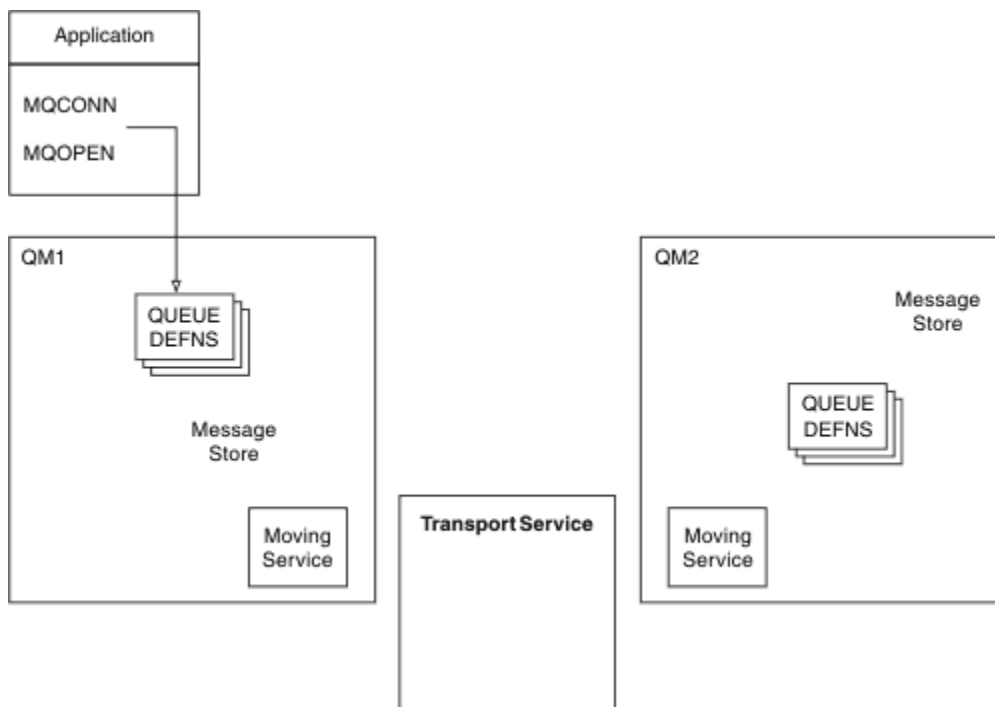 Application
MQCONN
MQOPEN
QM1
QUEUE
DEFNS
Message
Store
Moving
Service
Transport Service
QM2
Message
Store
QUEUE
DEFNS
Moving
Service